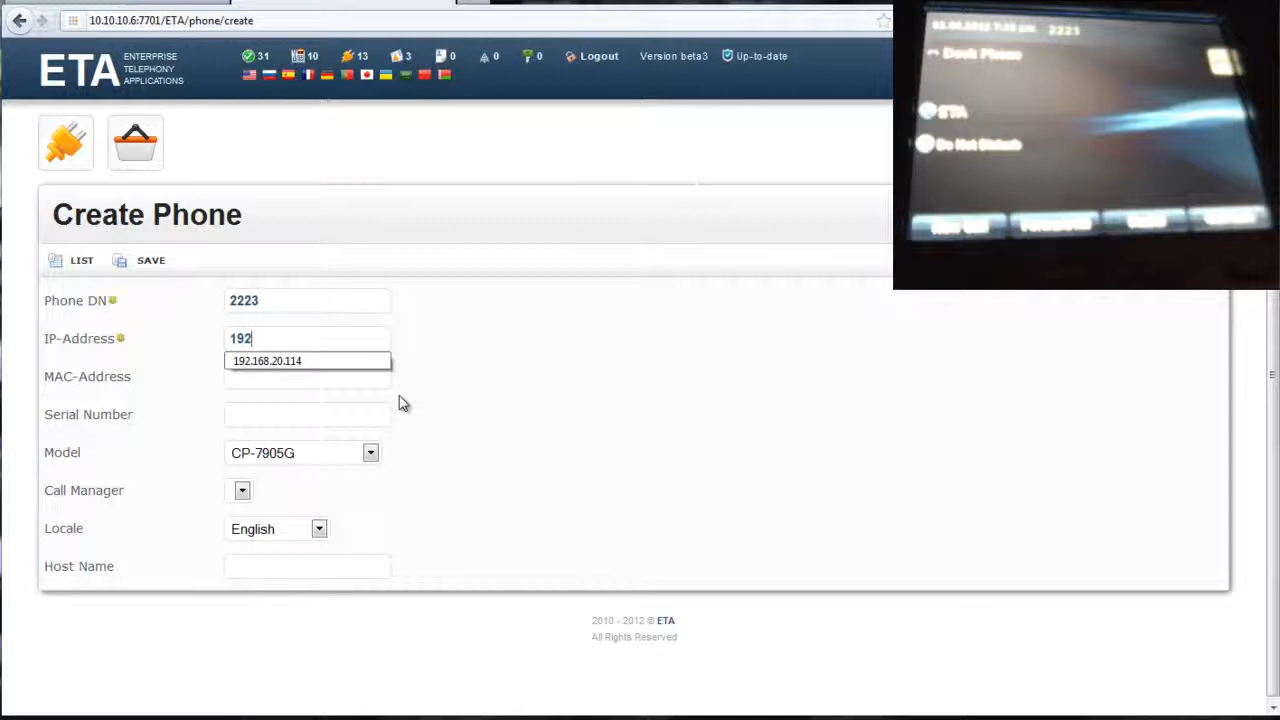 10.10.10.6:7701/ETA/phone/create
ETA ENTERPRISE TELEPHONY APPLICATIONS
31 10 13 3 0 0 0 Logout Version beta3 Up-to-date
2221
Desk Phone
ETA
Do Not Disturb
Create Phone
LIST SAVE
Phone DN 2223
IP-Address 192
192.168.20.114
MAC-Address
Serial Number
Model CP-7905G
Call Manager
Locale English
Host Name
2010 - 2012 © ETA
All Rights Reserved